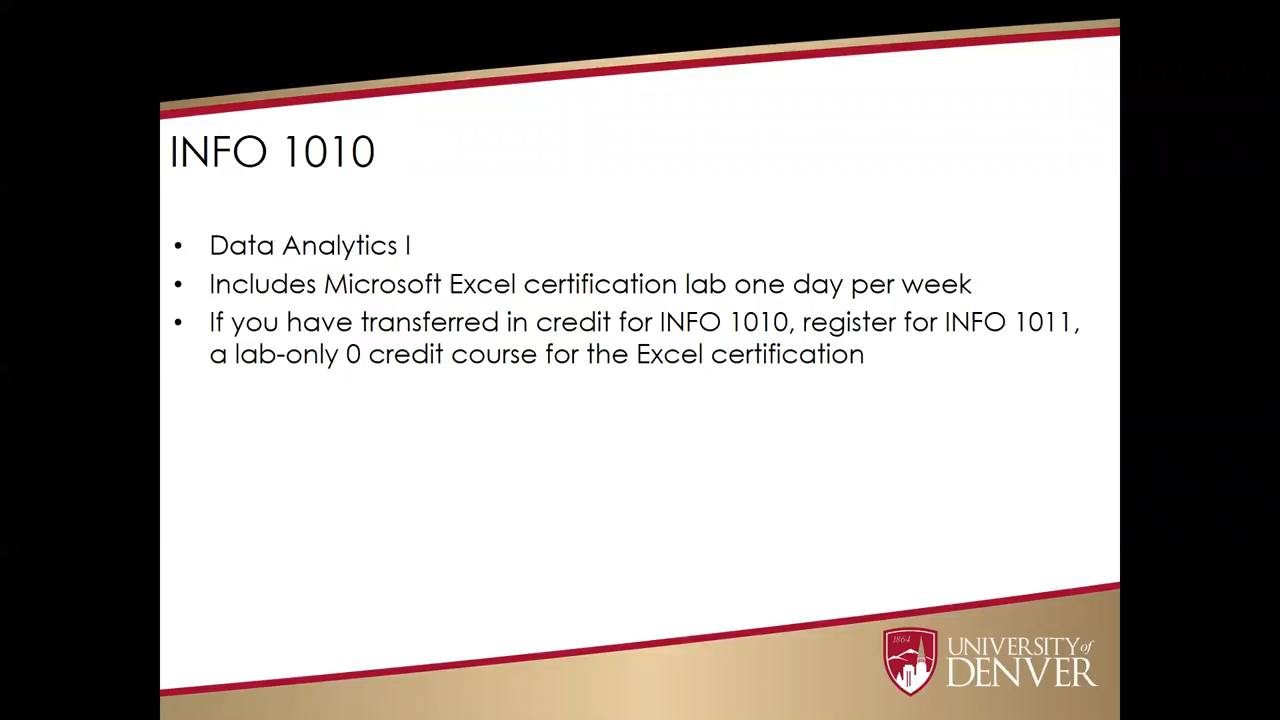 INFO 1010
• Data Analytics I
• Includes Microsoft Excel certification lab one day per week
• If you have transferred in credit for INFO 1010, register for INFO 1011,
a lab-only 0 credit course for the Excel certification
1864
UNIVERSITY of
DENVER